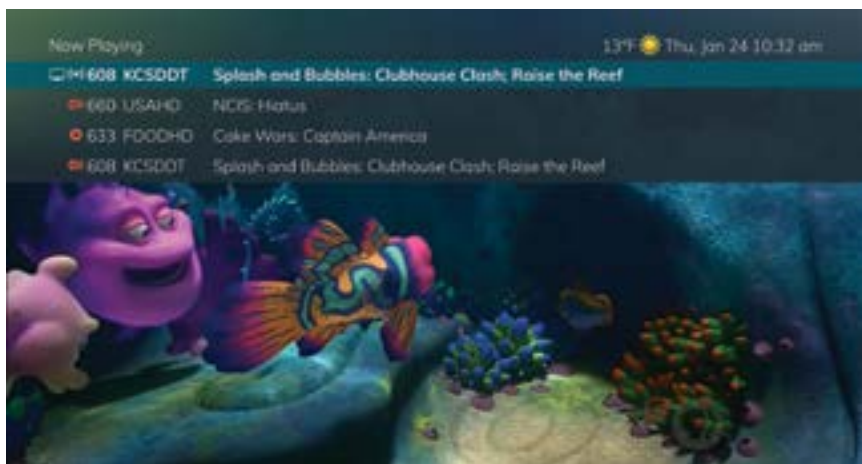 Now Playing 13°F Thu, Jan 24 10:32 am
608 KCSDDT Splash and Bubbles: Clubhouse Clash; Raise the Reef
660 USAHD NCIS: Hiatus
633 FOODHD Cake Wars: Captain America
608 KCSDDT Splash and Bubbles: Clubhouse Clash; Raise the Reef